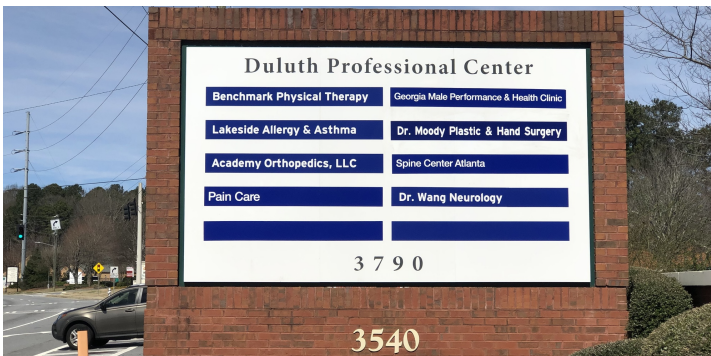 Duluth Professional Center
Benchmark Physical Therapy
Georgia Male Performance & Health Clinic
Lakeside Allergy & Asthma
Dr. Moody Plastic & Hand Surgery
Academy Orthopedics, LLC
Spine Center Atlanta
Pain Care
Dr. Wang Neurology
3790
3540